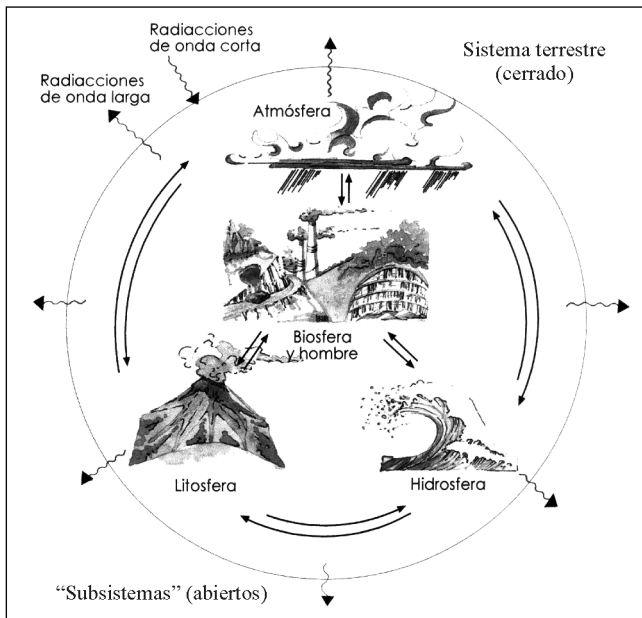 Radiacciones
de onda corta
Radiacciones
de onda larga
Sistema terrestre
(cerrado)
Atmósfera
Biosfera
y hombre
Litosfera
Hidrosfera
“Subsistemas” (abiertos)